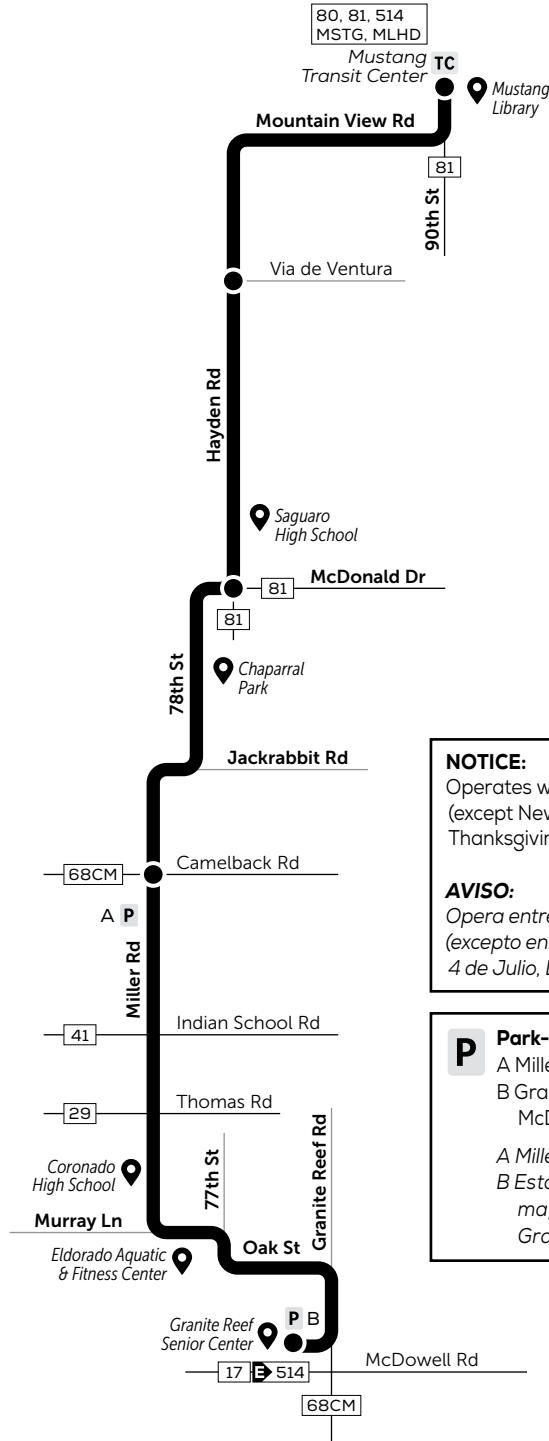 80, 81, 514
MSTG, MLHD
Mustang
Transit Center
TC
Mustang
Library
Mountain View Rd
81
90th St
Via de Ventura
Hayden Rd
Saguaro
High School
McDonald Dr
81
81
78th St
Chaparral
Park
Jackrabbit Rd
NOTICE:
Operates w
(except New
Thanksgivin
AVISO:
Opera entre
(excepto en
4 de Julio,
68CM
Camelback Rd
A P
Miller Rd
41
Indian School Rd
29
Thomas Rd
P
Park-
A Mille
B Gra
McD
A Mille
B Esta
ma
Gra
Coronado
High School
77th St
Granite Reef Rd
Murray Ln
Oak St
Eldorado Aquatic
& Fitness Center
P B
Granite Reef
Senior Center
17 E 514
McDowell Rd
68CM